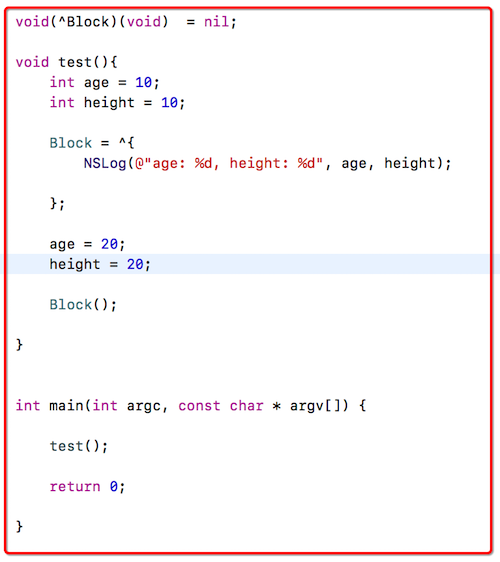 void(^Block)(void)  = nil;
void test(){
    int age = 10;
    int height = 10;
    Block = ^{
        NSLog(@"age: %d, height: %d", age, height);
    };
    age = 20;
    height = 20;
    Block();
}
int main(int argc, const char * argv[]) {
    test();
    return 0;
}